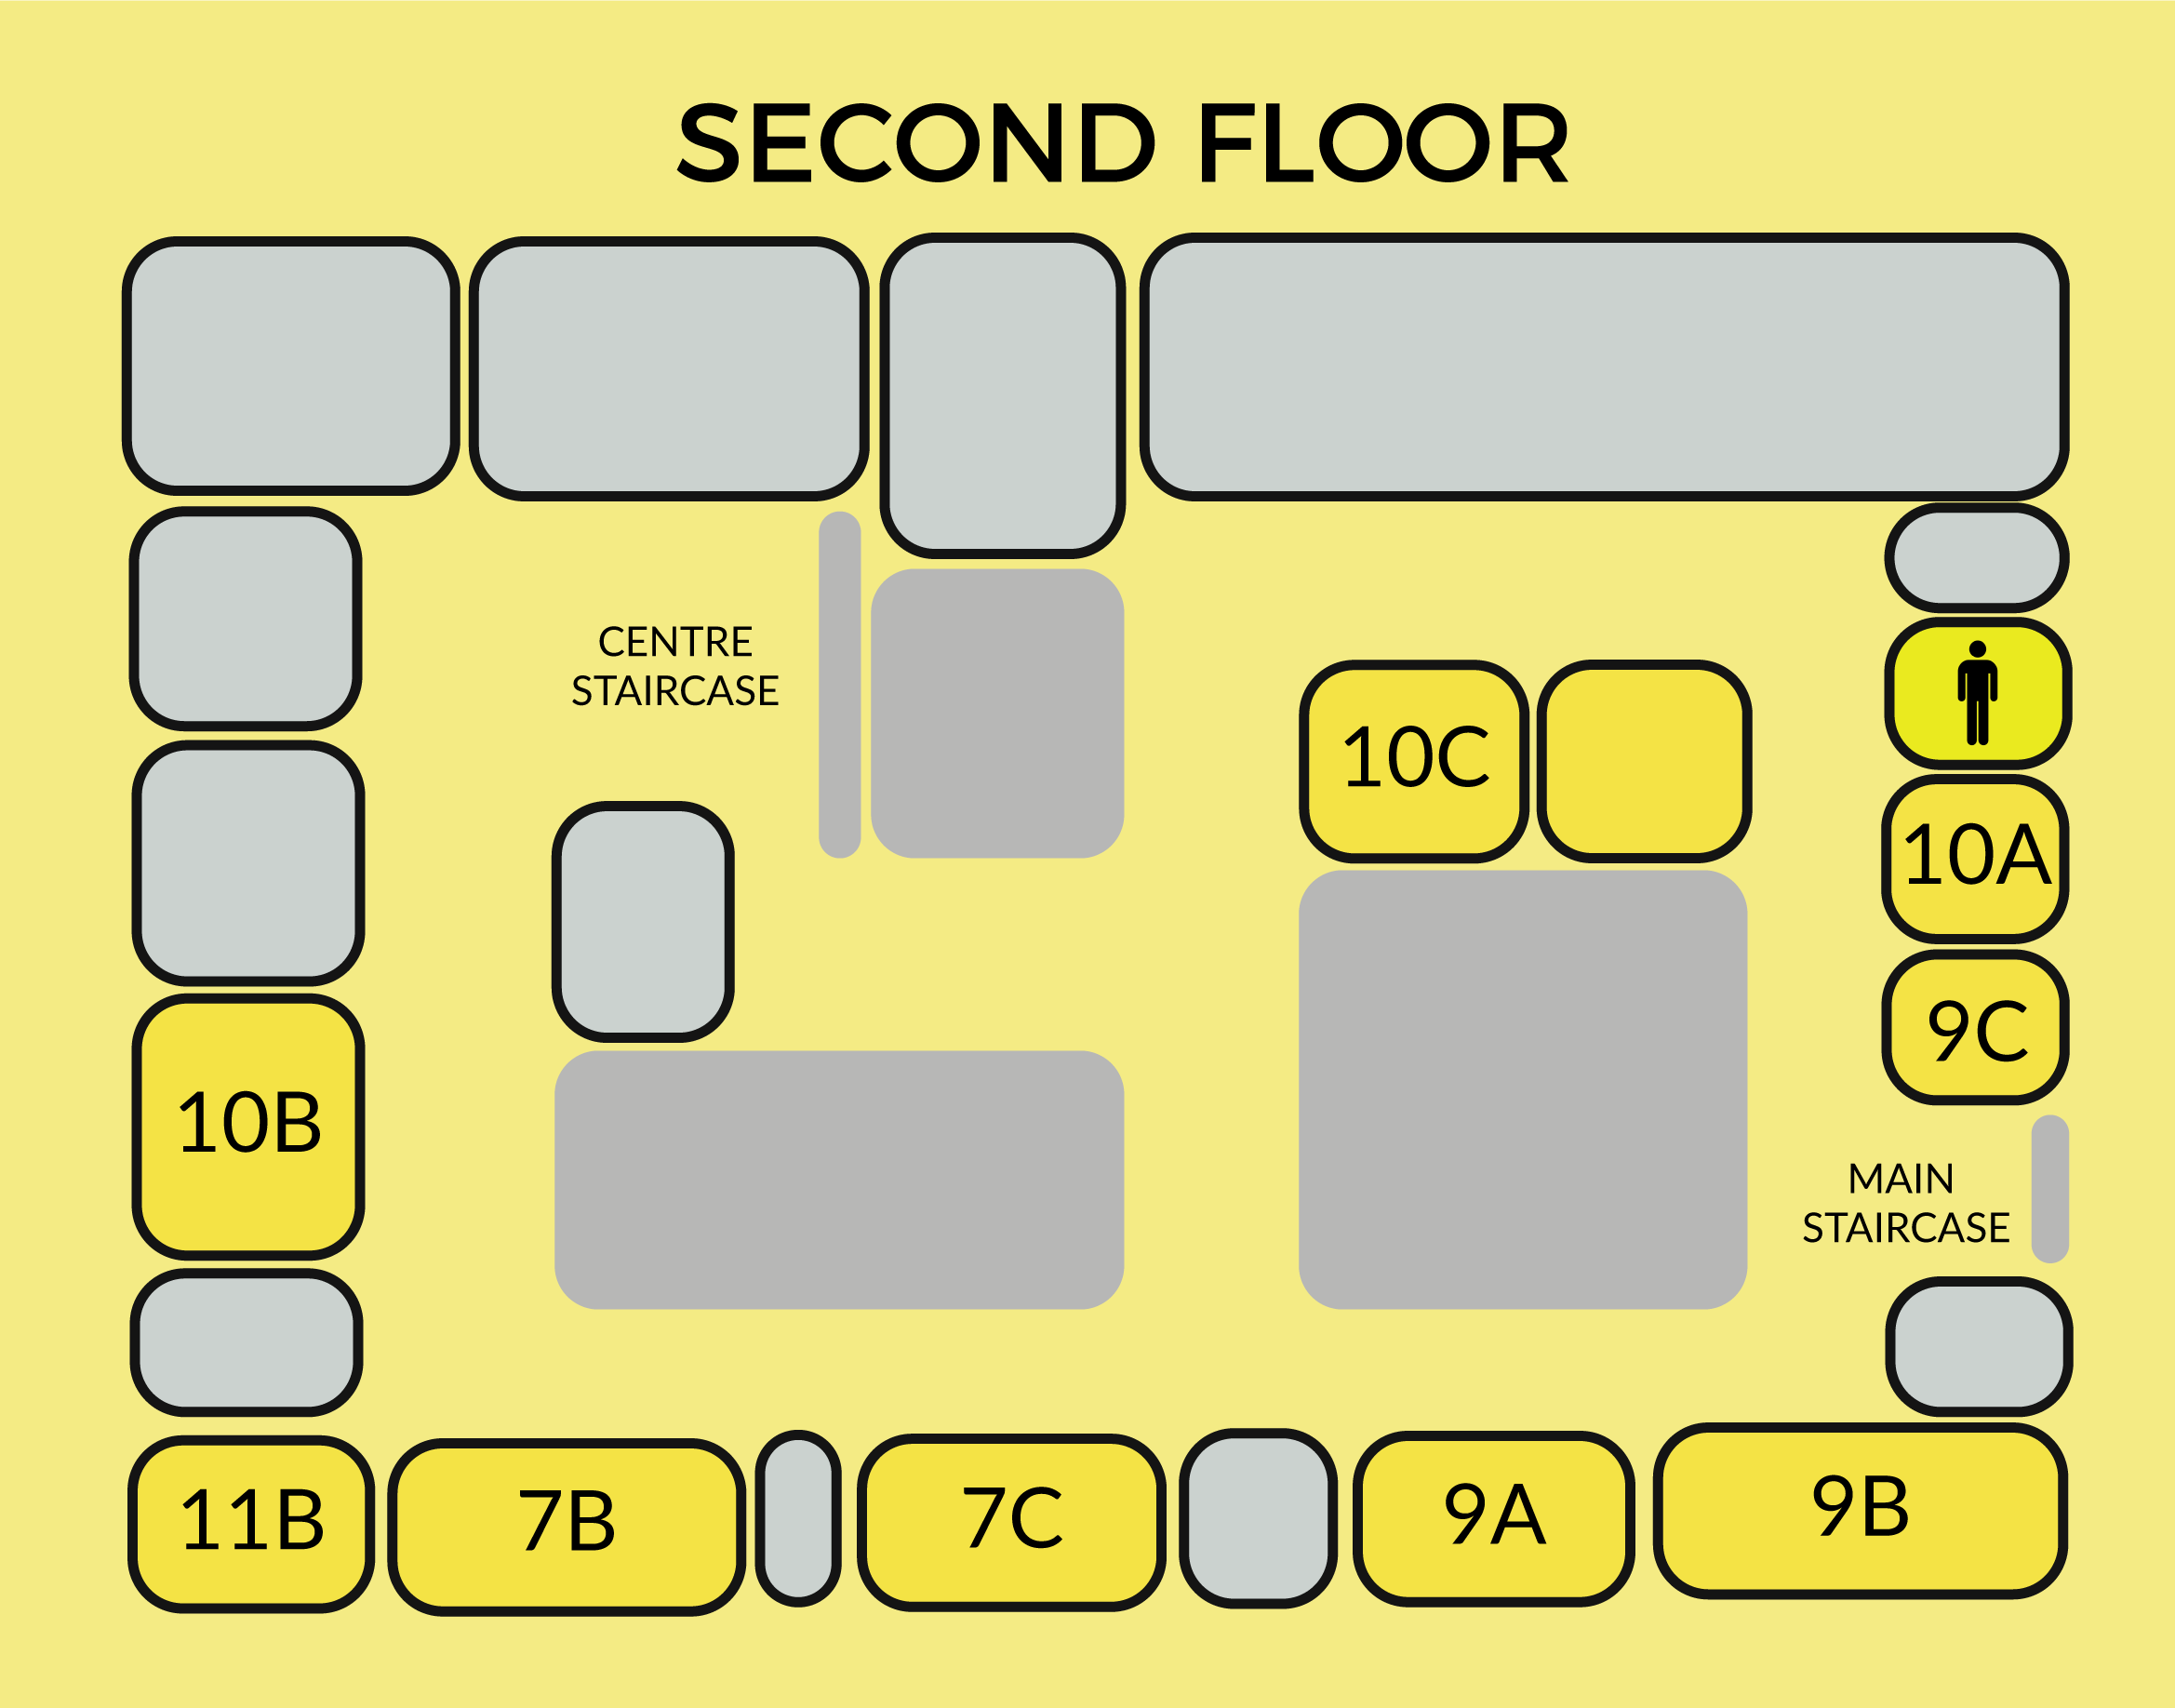 SECOND FLOOR
CENTRE
STAIRCASE
10C
10A
9C
10B
MAIN
STAIRCASE
11B
7B
7C
9A
9B